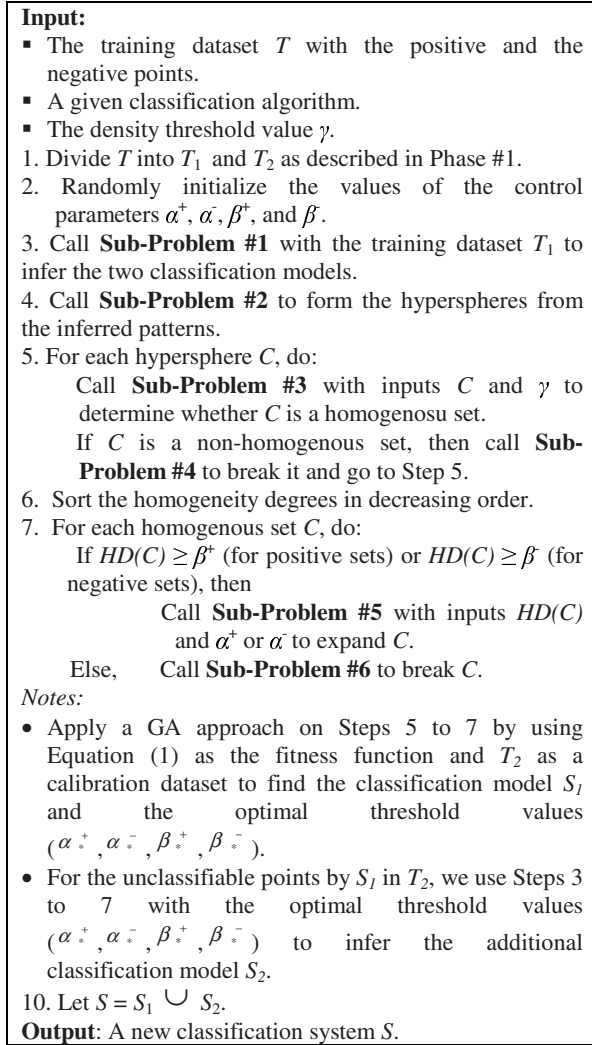 Input:
▪ The training dataset T with the positive and the
negative points.
▪ A given classification algorithm.
▪ The density threshold value γ.
1. Divide T into T₁ and T₂ as described in Phase #1.
2. Randomly initialize the values of the control
parameters α⁺, α⁻, β⁺, and β⁻.
3. Call Sub-Problem #1 with the training dataset T₁ to
infer the two classification models.
4. Call Sub-Problem #2 to form the hyperspheres from
the inferred patterns.
5. For each hypersphere C, do:
Call Sub-Problem #3 with inputs C and γ to
determine whether C is a homogenosu set.
If C is a non-homogenous set, then call Sub-
Problem #4 to break it and go to Step 5.
6. Sort the homogeneity degrees in decreasing order.
7. For each homogenous set C, do:
If HD(C) ≥ β⁺ (for positive sets) or HD(C) ≥ β⁻ (for
negative sets), then
Call Sub-Problem #5 with inputs HD(C)
and α⁺ or α⁻ to expand C.
Else, Call Sub-Problem #6 to break C.
Notes:
• Apply a GA approach on Steps 5 to 7 by using
Equation (1) as the fitness function and T₂ as a
calibration dataset to find the classification model S₁
and the optimal threshold values
(α*⁺, α*⁻, β*⁺, β*⁻).
• For the unclassifiable points by S₁ in T₂, we use Steps 3
to 7 with the optimal threshold values
(α*⁺, α*⁻, β*⁺, β*⁻) to infer the additional
classification model S₂.
10. Let S = S₁ ∪ S₂.
Output: A new classification system S.